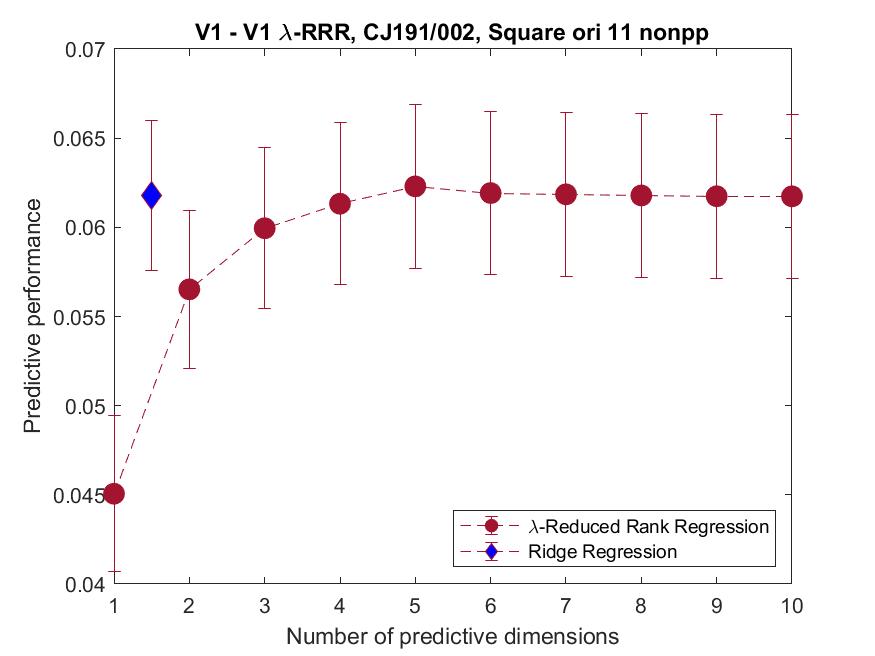 V1 - V1 λ-RRR, CJ191/002, Square ori 11 nonpp
0.07
0.065
0.06
0.055
0.05
0.045
0.04
Predictive performance
1 2 3 4 5 6 7 8 9 10
Number of predictive dimensions
λ-Reduced Rank Regression
Ridge Regression